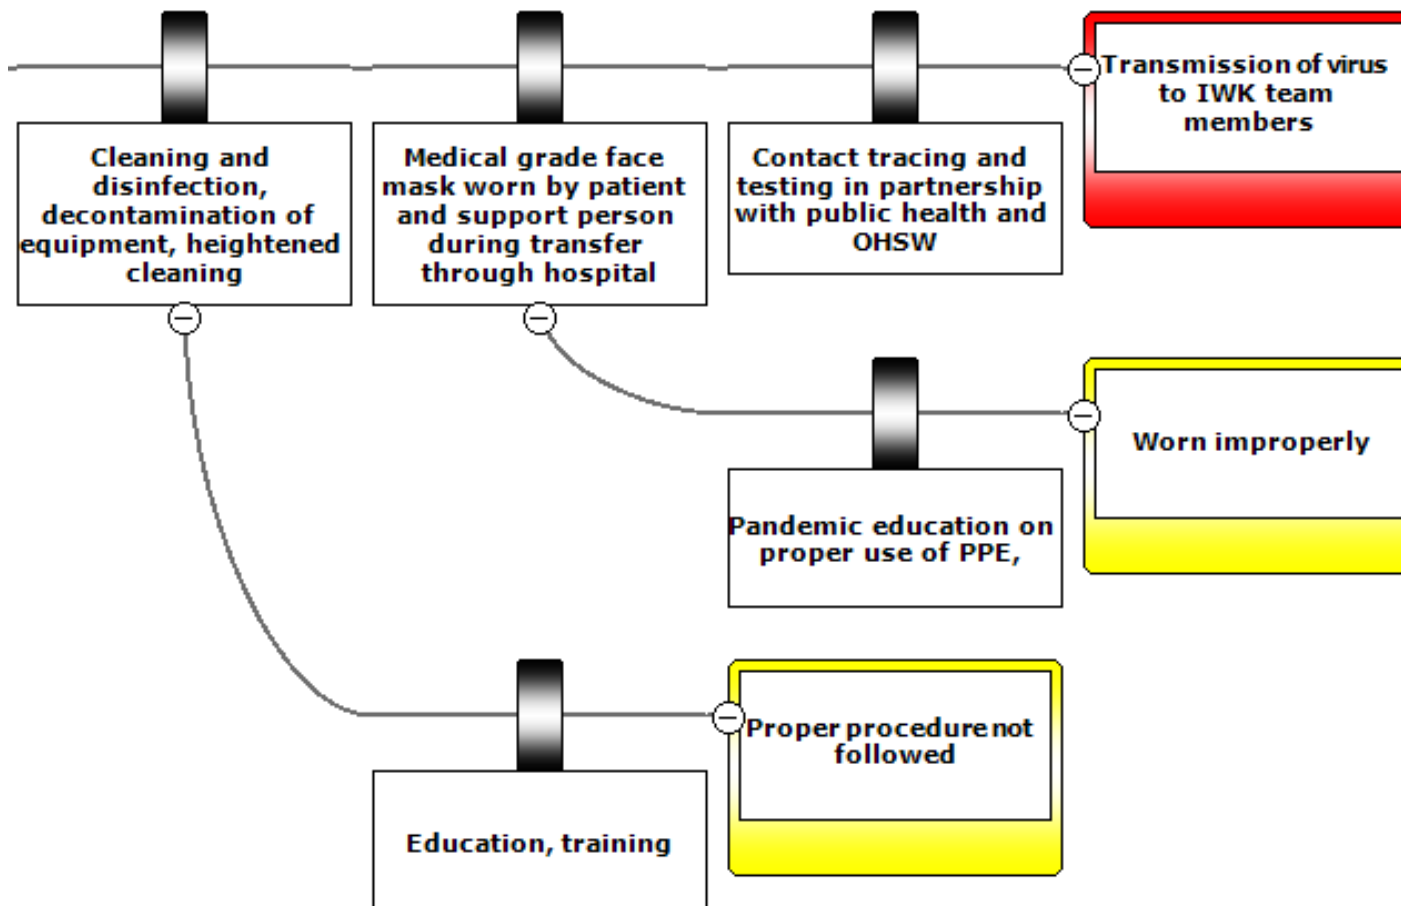 Cleaning and
disinfection,
decontamination of
equipment, heightened
cleaning
Medical grade face
mask worn by patient
and support person
during transfer
through hospital
Contact tracing and
testing in partnership
with public health and
OHSW
Transmission of virus
to IWK team
members
Pandemic education on
proper use of PPE,
Worn improperly
Education, training
Proper procedure not
followed